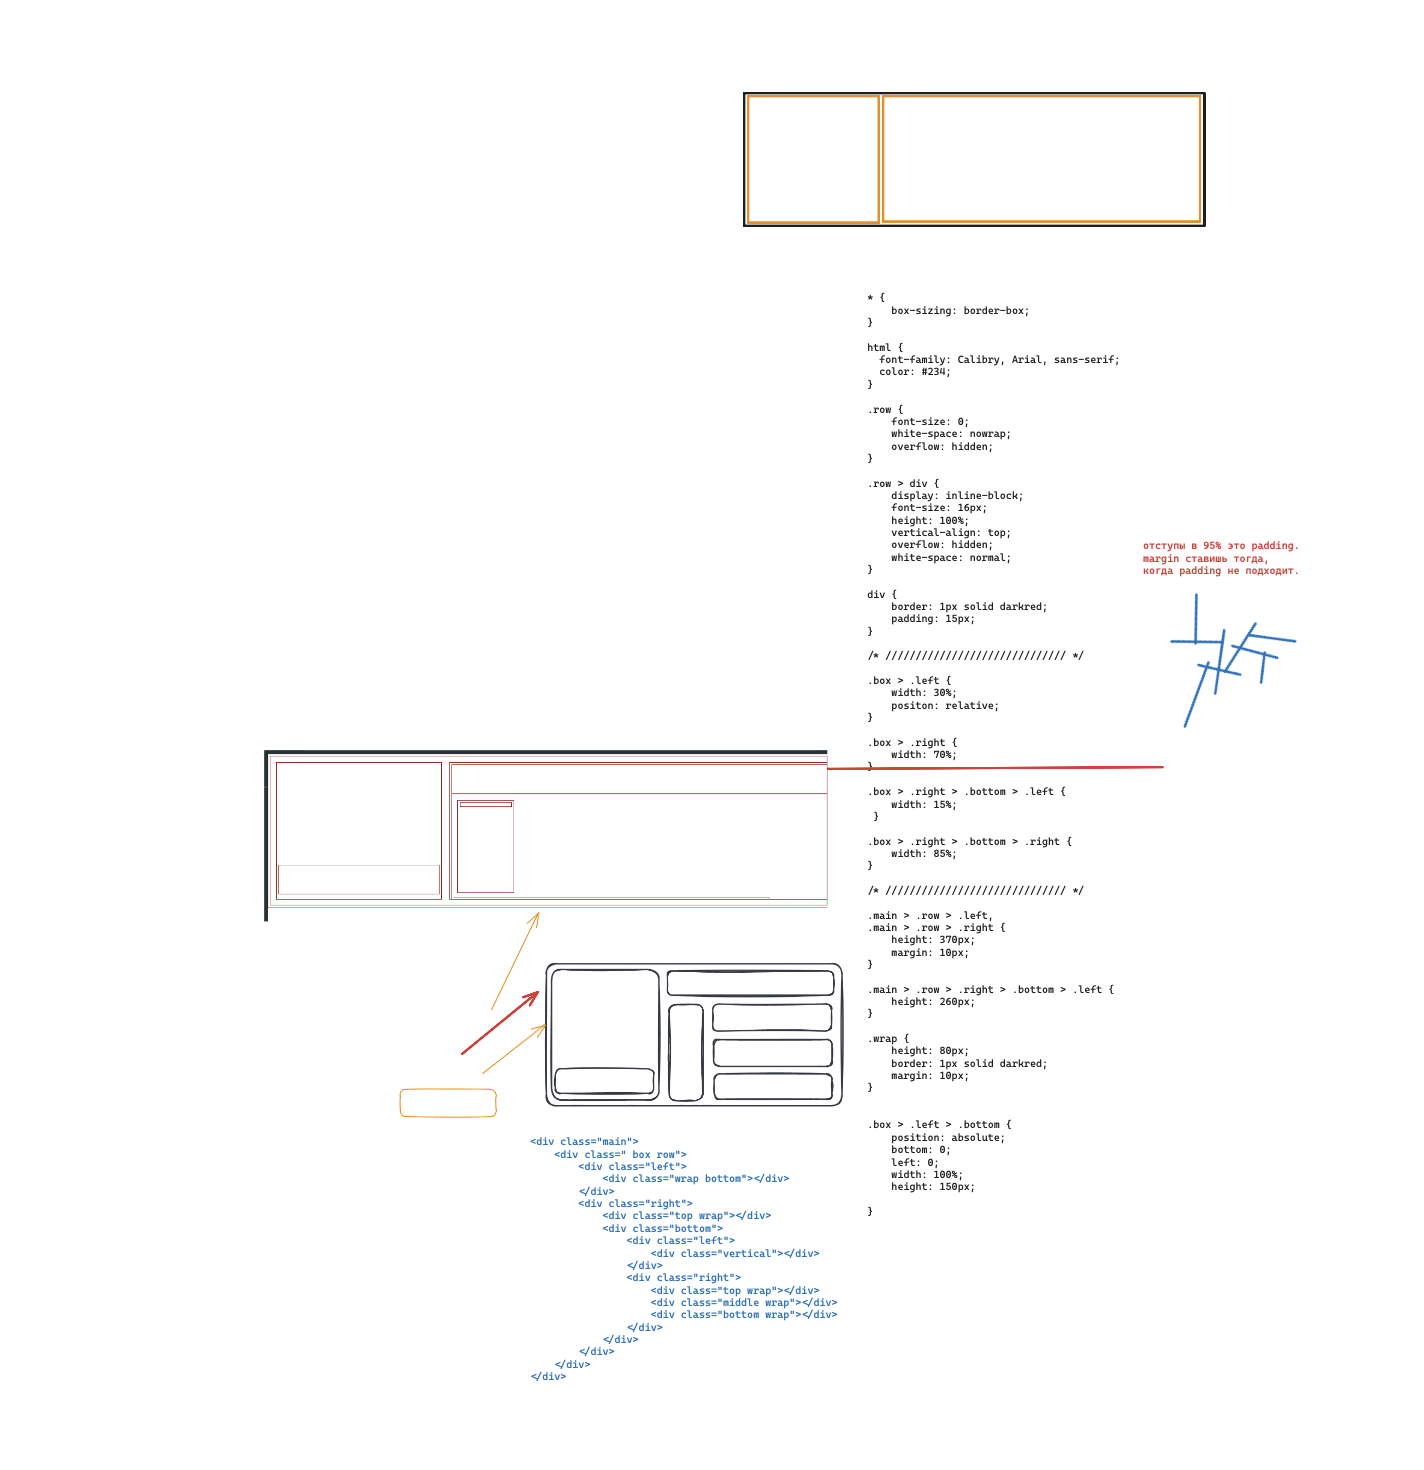 * {
    box-sizing: border-box;
}

html {
  font-family: Calibry, Arial, sans-serif;
  color: #234;
}

.row {
    font-size: 0;
    white-space: nowrap;
    overflow: hidden;
}

.row > div {
    display: inline-block;
    font-size: 16px;
    height: 100%;
    vertical-align: top;
    overflow: hidden;
    white-space: normal;
}

div {
    border: 1px solid darkred;
    padding: 15px;
}

/* ////////////////////////////// */

.box > .left {
    width: 30%;
    positon: relative;
}

.box > .right {
    width: 70%;
}

.box > .right > .bottom > .left {
    width: 15%;
 }

.box > .right > .bottom > .right {
    width: 85%;
}

/* ////////////////////////////// */

.main > .row > .left,
.main > .row > .right {
    height: 370px;
    margin: 10px;
}

.main > .row > .right > .bottom > .left {
    height: 260px;
}

.wrap {
    height: 80px;
    border: 1px solid darkred;
    margin: 10px;
}

.box > .left > .bottom {
    position: absolute;
    bottom: 0;
    left: 0;
    width: 100%;
    height: 150px;

}

отступы в 95% это padding.
margin ставишь тогда,
когда padding не подходит.

<div class="main">
    <div class=" box row">
        <div class="left">
            <div class="wrap bottom"></div>
        </div>
        <div class="right">
            <div class="top wrap"></div>
            <div class="bottom">
                <div class="left">
                    <div class="vertical"></div>
                </div>
                <div class="right">
                    <div class="top wrap"></div>
                    <div class="middle wrap"></div>
                    <div class="bottom wrap"></div>
                </div>
            </div>
        </div>
    </div>
</div>